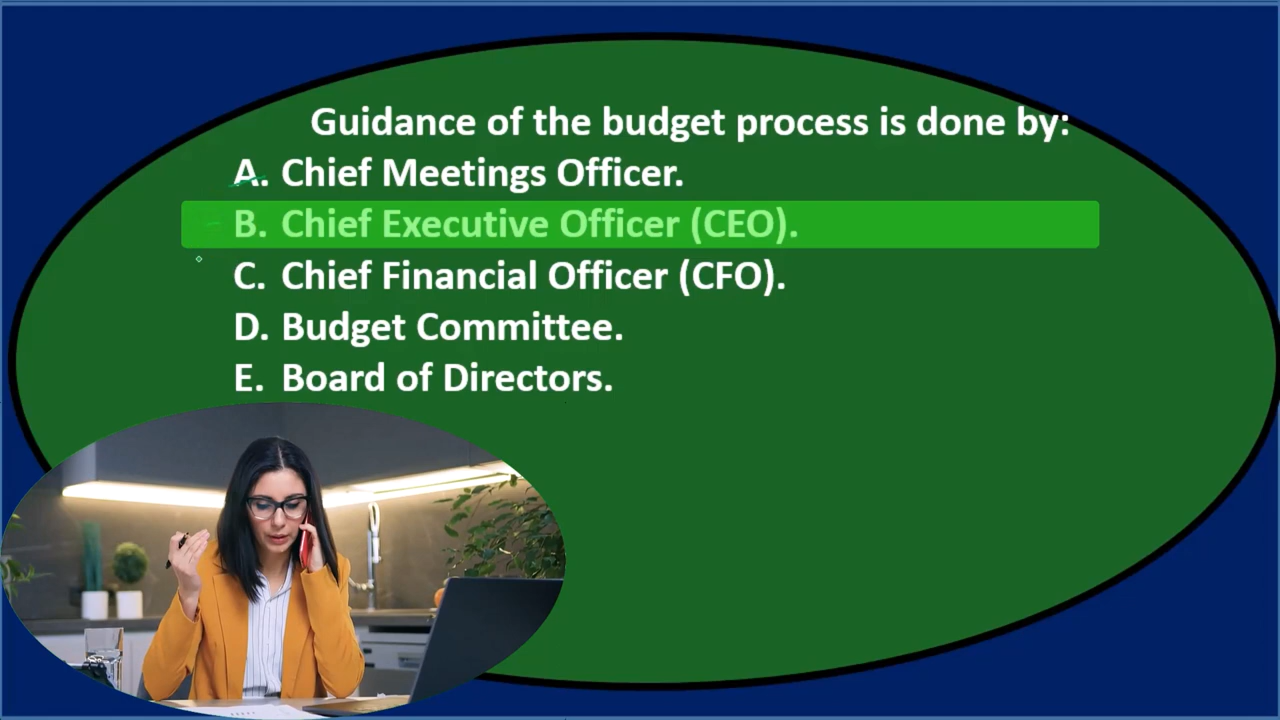 Guidance of the budget process is done by:
A. Chief Meetings Officer.
B. Chief Executive Officer (CEO).
C. Chief Financial Officer (CFO).
D. Budget Committee.
E. Board of Directors.